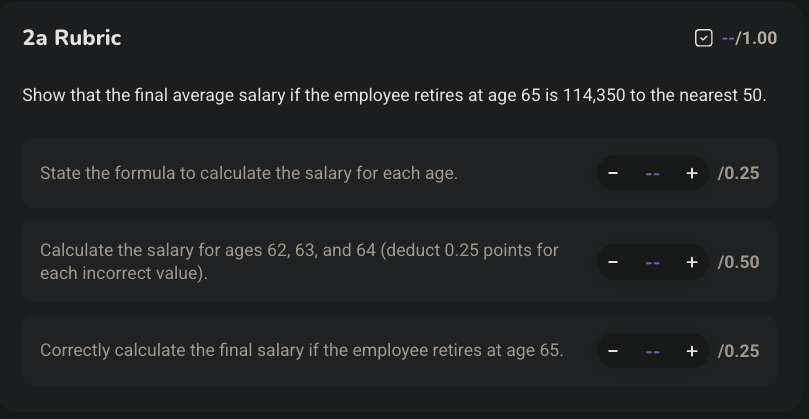 2a Rubric
--/1.00
Show that the final average salary if the employee retires at age 65 is 114,350 to the nearest 50.
State the formula to calculate the salary for each age.
− -- + /0.25
Calculate the salary for ages 62, 63, and 64 (deduct 0.25 points for
each incorrect value).
− -- + /0.50
Correctly calculate the final salary if the employee retires at age 65.
− -- + /0.25